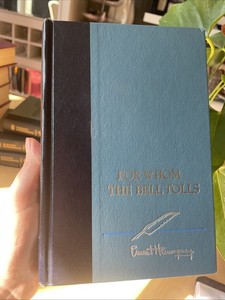 FOR WHOM
THE BELL TOLLS
Ernest Hemingway